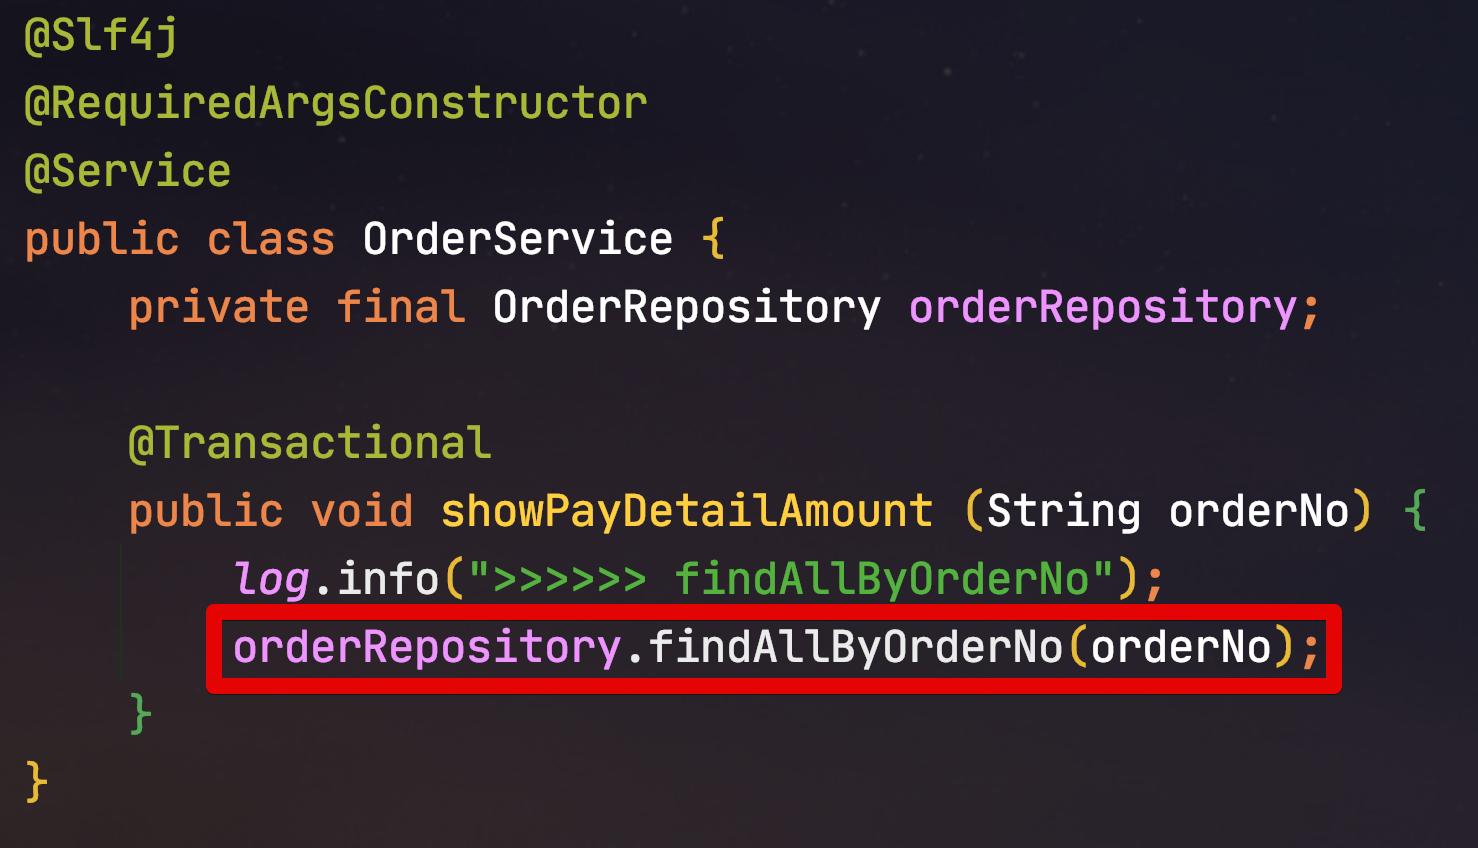 @Slf4j
@RequiredArgsConstructor
@Service
public class OrderService {
    private final OrderRepository orderRepository;

    @Transactional
    public void showPayDetailAmount (String orderNo) {
        log.info(">>>>>> findAllByOrderNo");
        orderRepository.findAllByOrderNo(orderNo);
    }
}